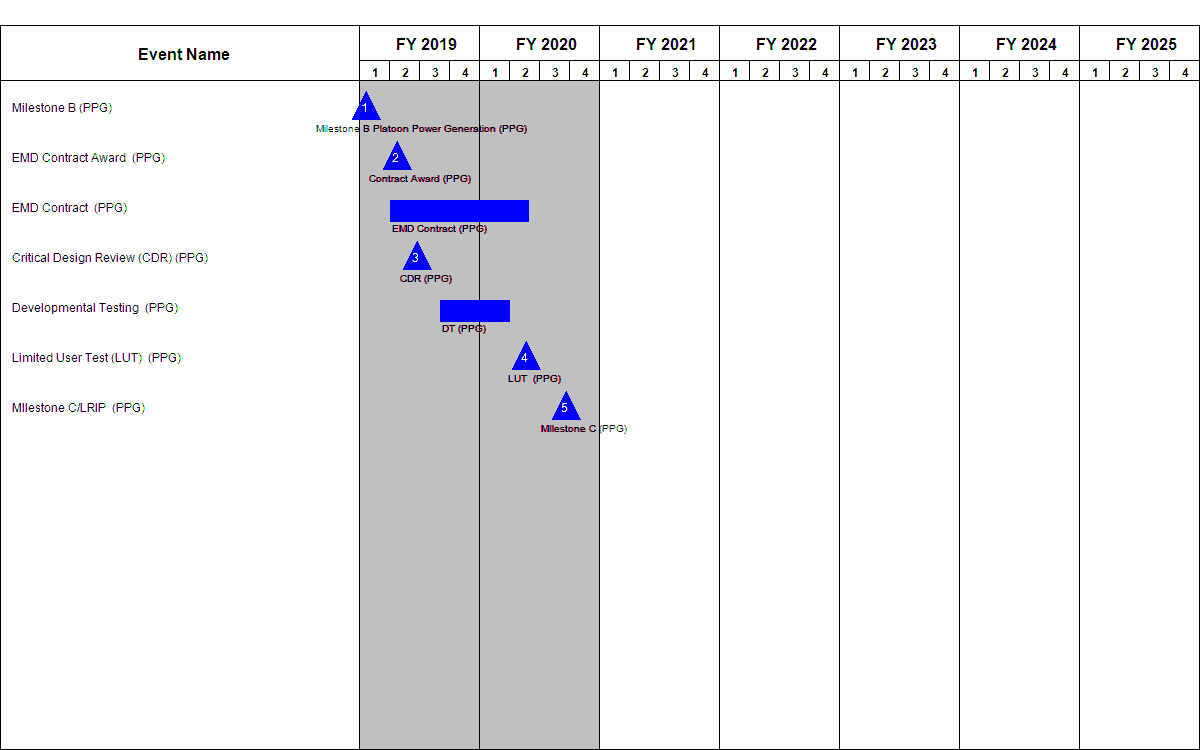 Event Name
FY 2019 FY 2020 FY 2021 FY 2022 FY 2023 FY 2024 FY 2025
1 2 3 4 1 2 3 4 1 2 3 4 1 2 3 4 1 2 3 4 1 2 3 4 1 2 3 4
Milestone B (PPG)
1
Milestone B Platoon Power Generation (PPG)
EMD Contract Award (PPG)
2
Contract Award (PPG)
EMD Contract (PPG)
EMD Contract (PPG)
Critical Design Review (CDR) (PPG)
3
CDR (PPG)
Developmental Testing (PPG)
DT (PPG)
Limited User Test (LUT) (PPG)
4
LUT (PPG)
MIlestone C/LRIP (PPG)
5
MIlestone C (PPG)